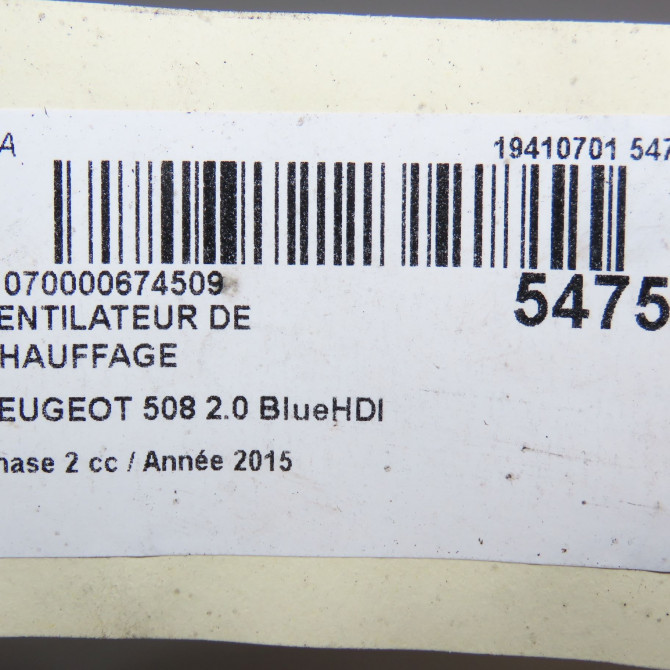 A
19410701 547
070000674509
5475
ENTILATEUR DE
HAUFFAGE
EUGEOT 508 2.0 BlueHDI
hase 2 cc / Année 2015